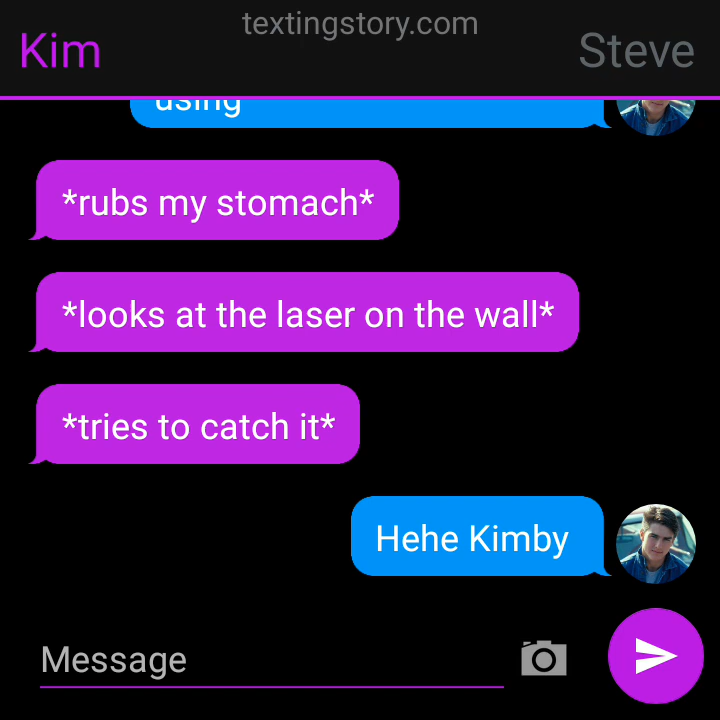 textingstory.com
Kim
Steve
using
*rubs my stomach*
*looks at the laser on the wall*
*tries to catch it*
Hehe Kimby
Message